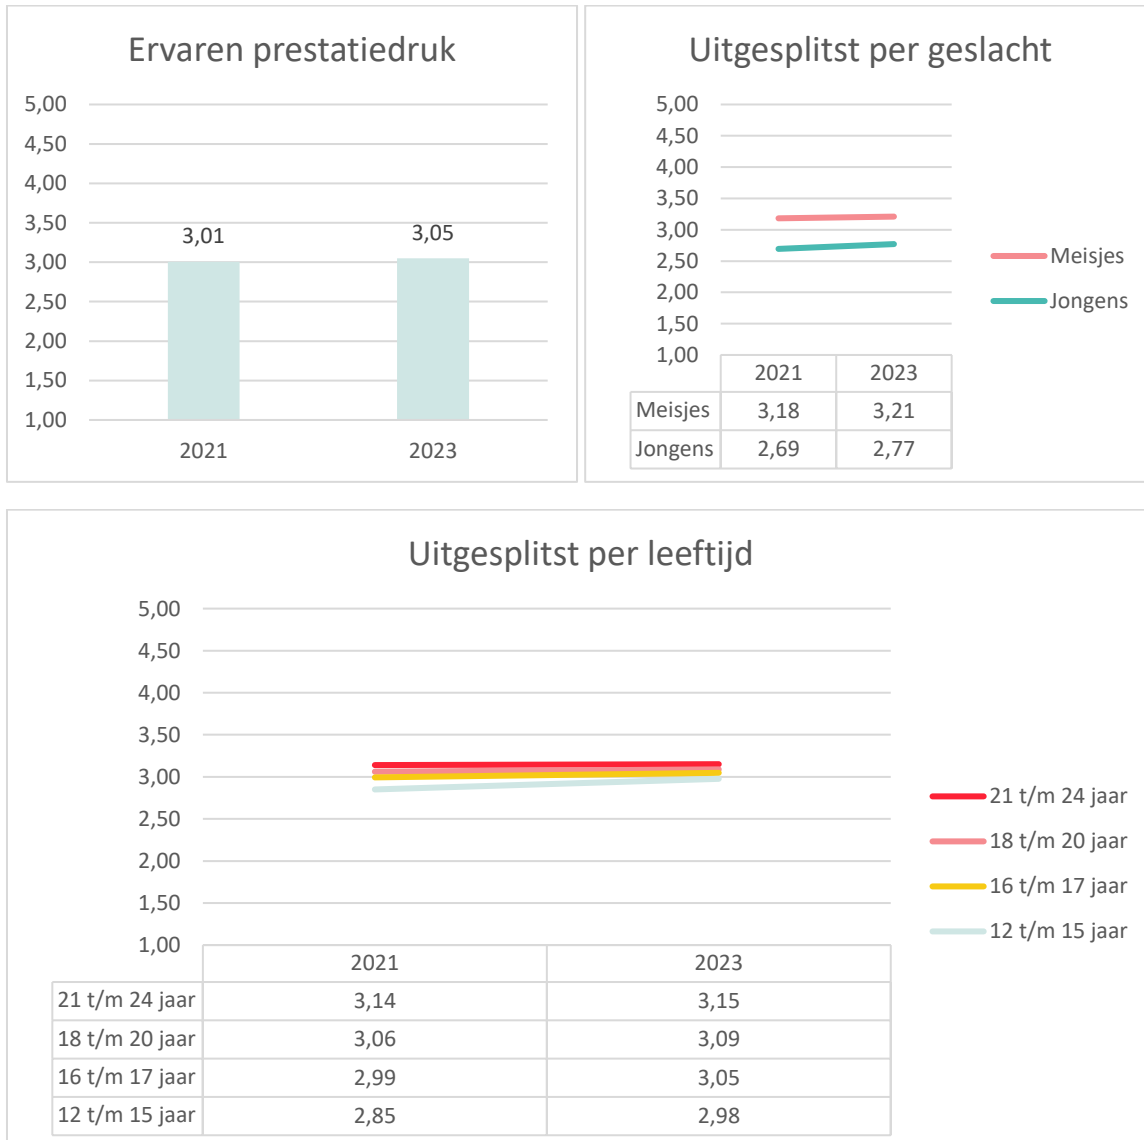 Ervaren prestatiedruk
5,00
4,50
4,00
3,50
3,00
2,50
2,00
1,50
1,00
3,01
3,05
2021
2023
Uitgesplitst per geslacht
5,00
4,50
4,00
3,50
3,00
2,50
2,00
1,50
1,00
2021 2023
Meisjes 3,18 3,21
Jongens 2,69 2,77
Meisjes
Jongens
Uitgesplitst per leeftijd
5,00
4,50
4,00
3,50
3,00
2,50
2,00
1,50
1,00
2021 2023
21 t/m 24 jaar 3,14 3,15
18 t/m 20 jaar 3,06 3,09
16 t/m 17 jaar 2,99 3,05
12 t/m 15 jaar 2,85 2,98
21 t/m 24 jaar
18 t/m 20 jaar
16 t/m 17 jaar
12 t/m 15 jaar